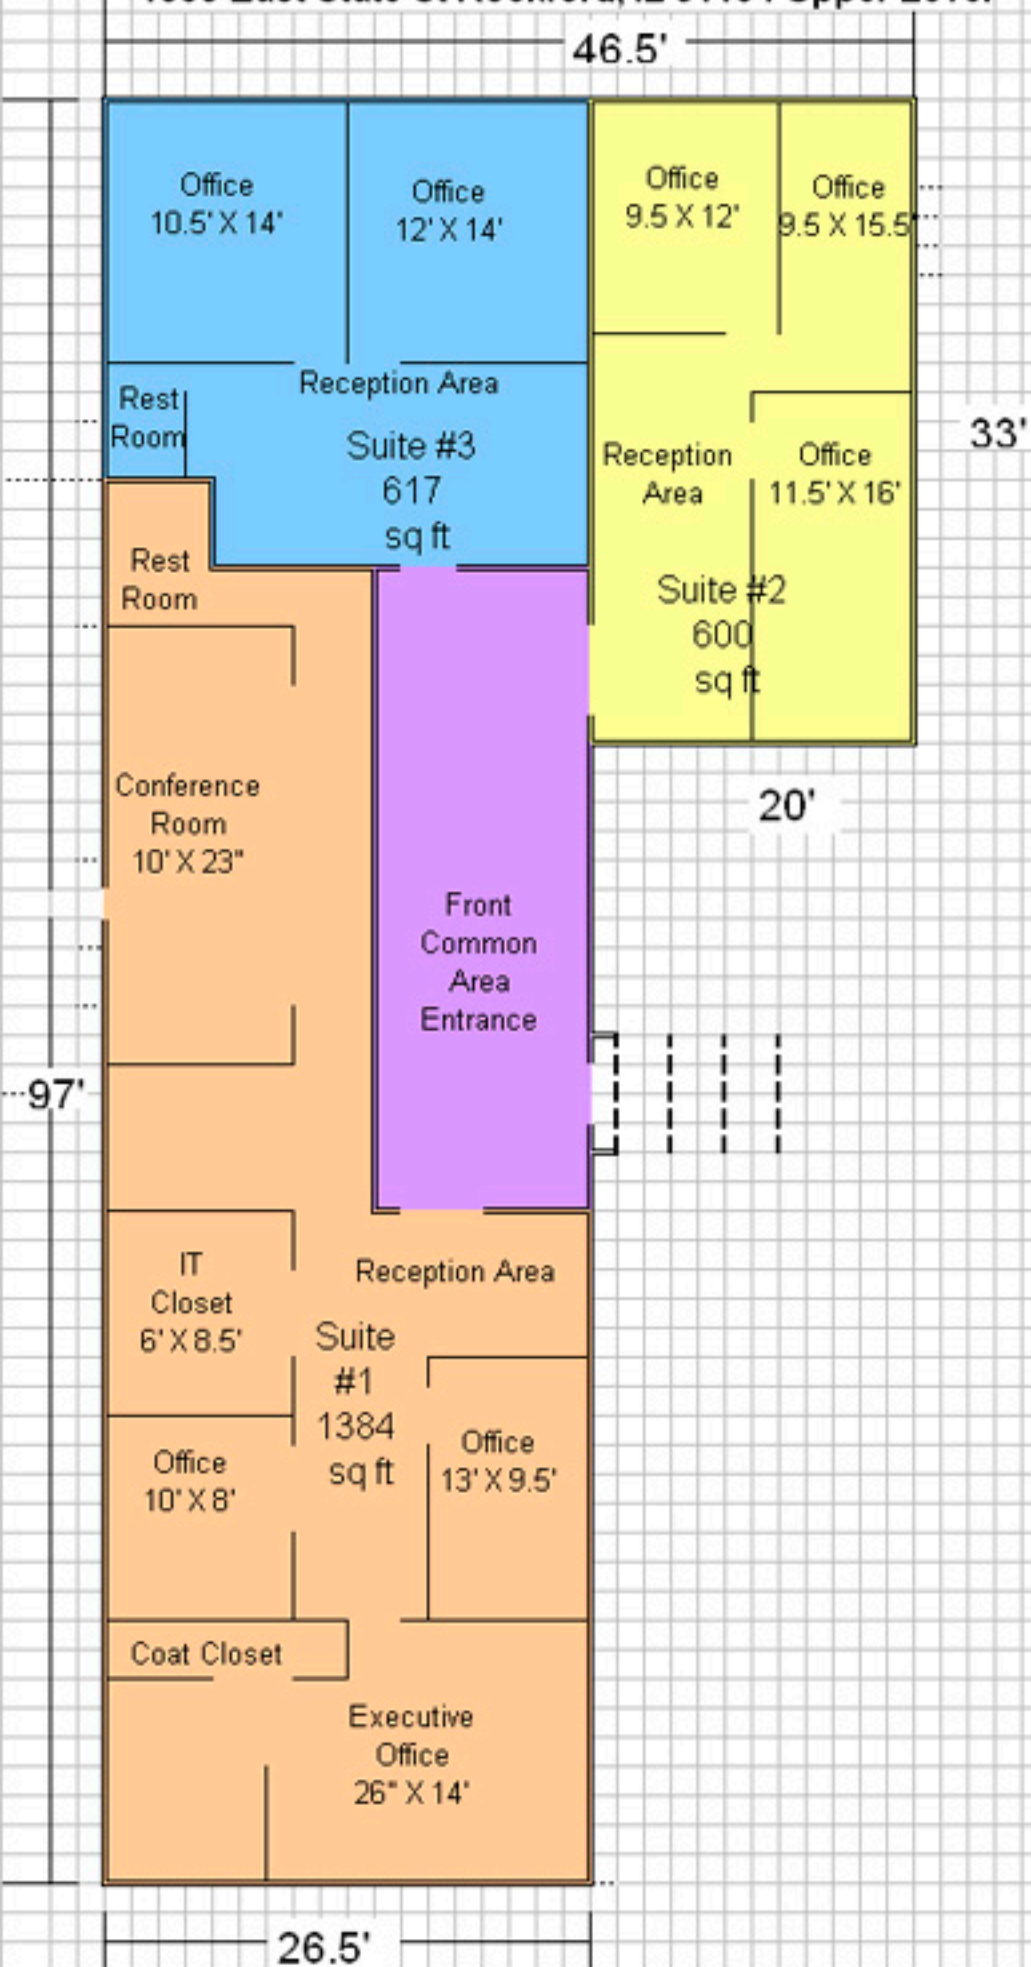 46.5'
Office
10.5' X 14'
Office
12' X 14'
Office
9.5 X 12'
Office
9.5 X 15.5'
Rest
Room
Reception Area
Suite #3
617
sq ft
Reception
Area
Office
11.5' X 16'
33'
Rest
Room
Suite #2
600
sq ft
Conference
Room
10' X 23"
20'
Front
Common
Area
Entrance
97'
IT
Closet
6' X 8.5'
Reception Area
Suite
#1
1384
sq ft
Office
10' X 8'
Office
13' X 9.5'
Coat Closet
Executive
Office
26" X 14'
26.5'